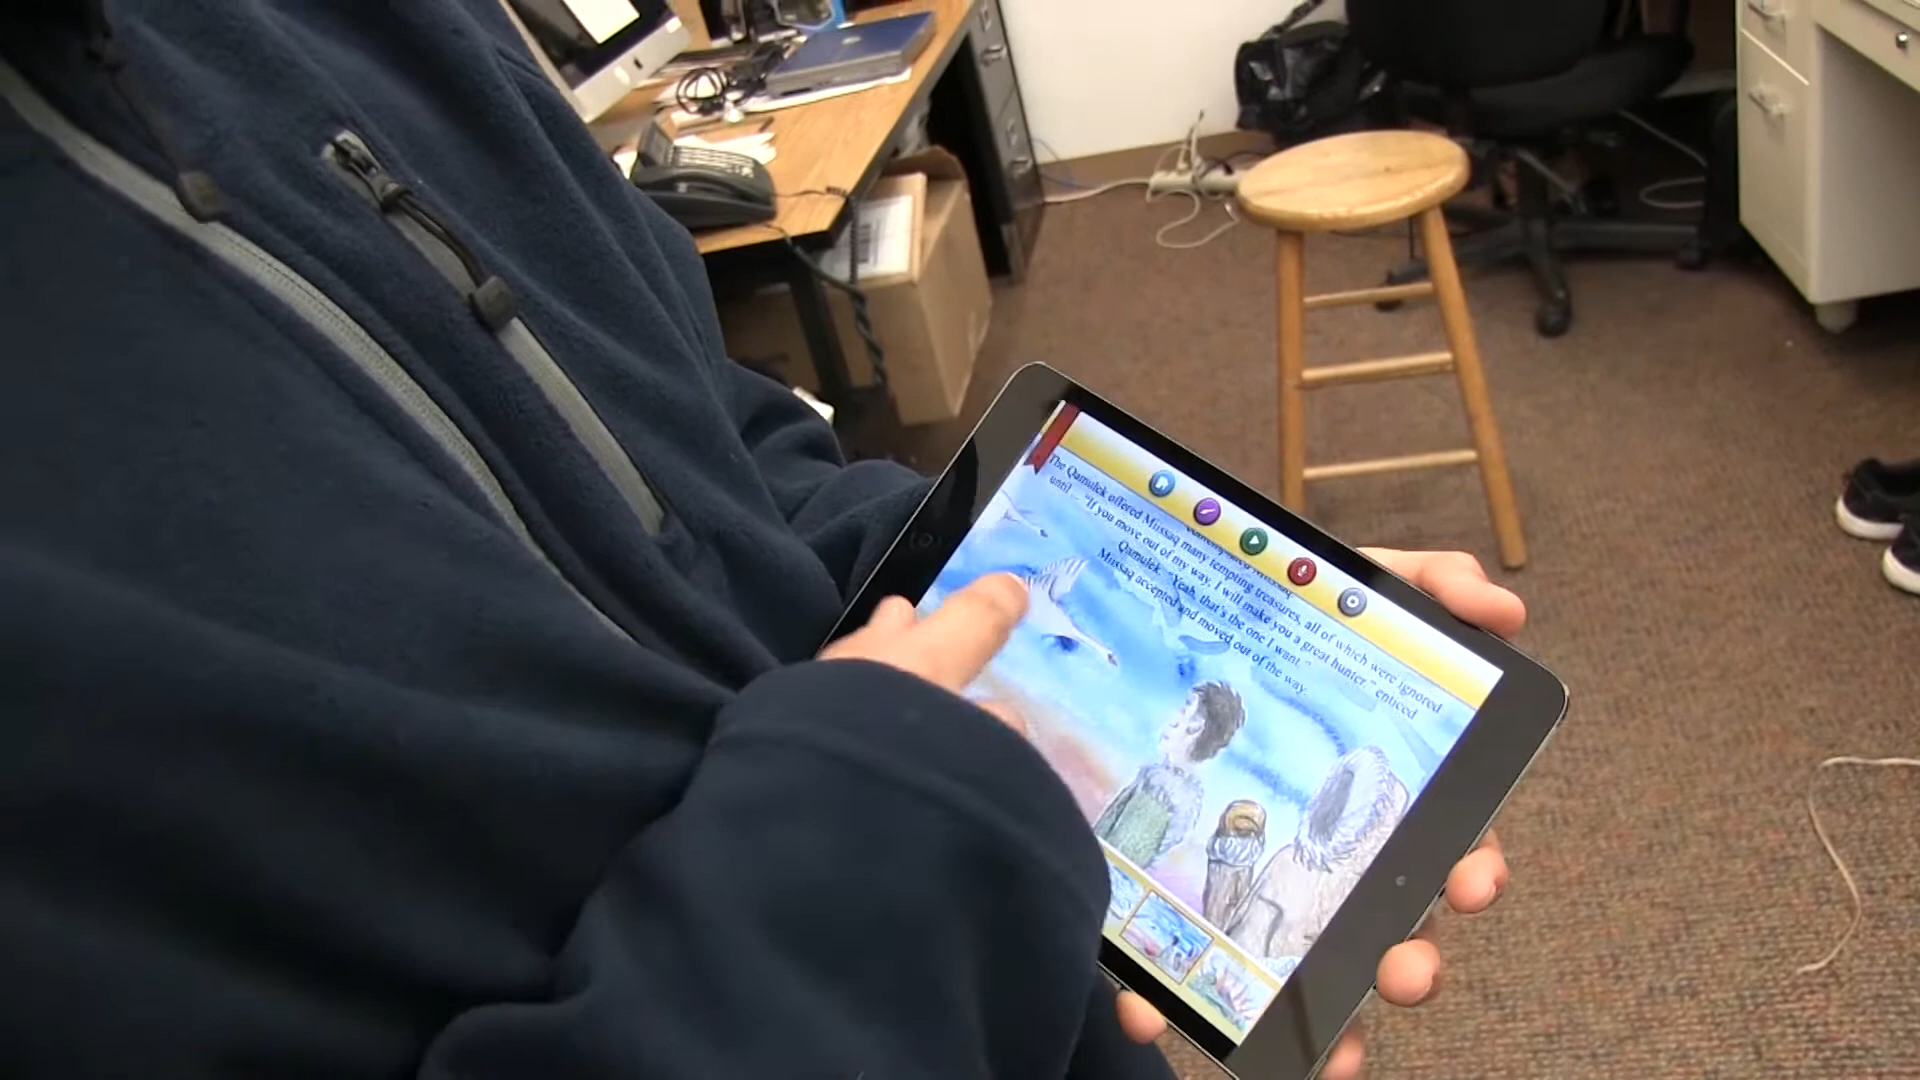 The Qamulek offered Mussaq many tempting treasures, all of which were ignored
until – "If you move out of my way, I will make you a great hunter," enticed
Qamulek. "Yeah, that's the one I want."
Mussaq accepted and moved out of the way.